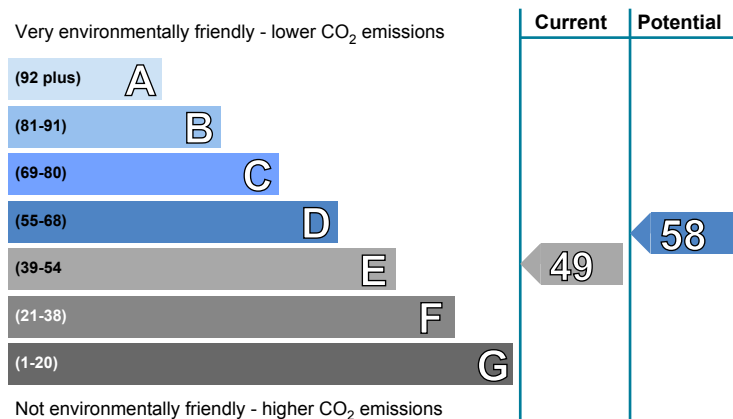 Very environmentally friendly - lower CO₂ emissions
Current Potential
(92 plus) A
(81-91) B
(69-80) C
(55-68) D
58
(39-54 E
49
(21-38) F
(1-20) G
Not environmentally friendly - higher CO₂ emissions